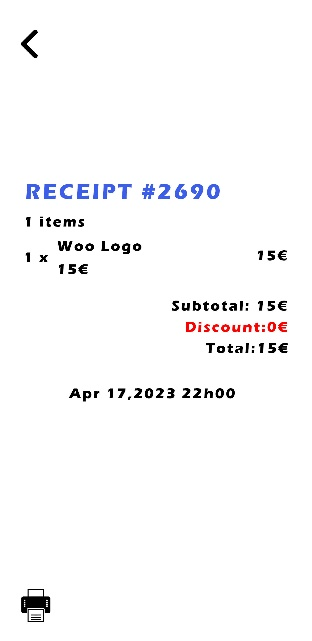 RECEIPT #2690
1 items
1 x Woo Logo 15€
15€
Subtotal: 15€
Discount:0€
Total:15€
Apr 17,2023 22h00